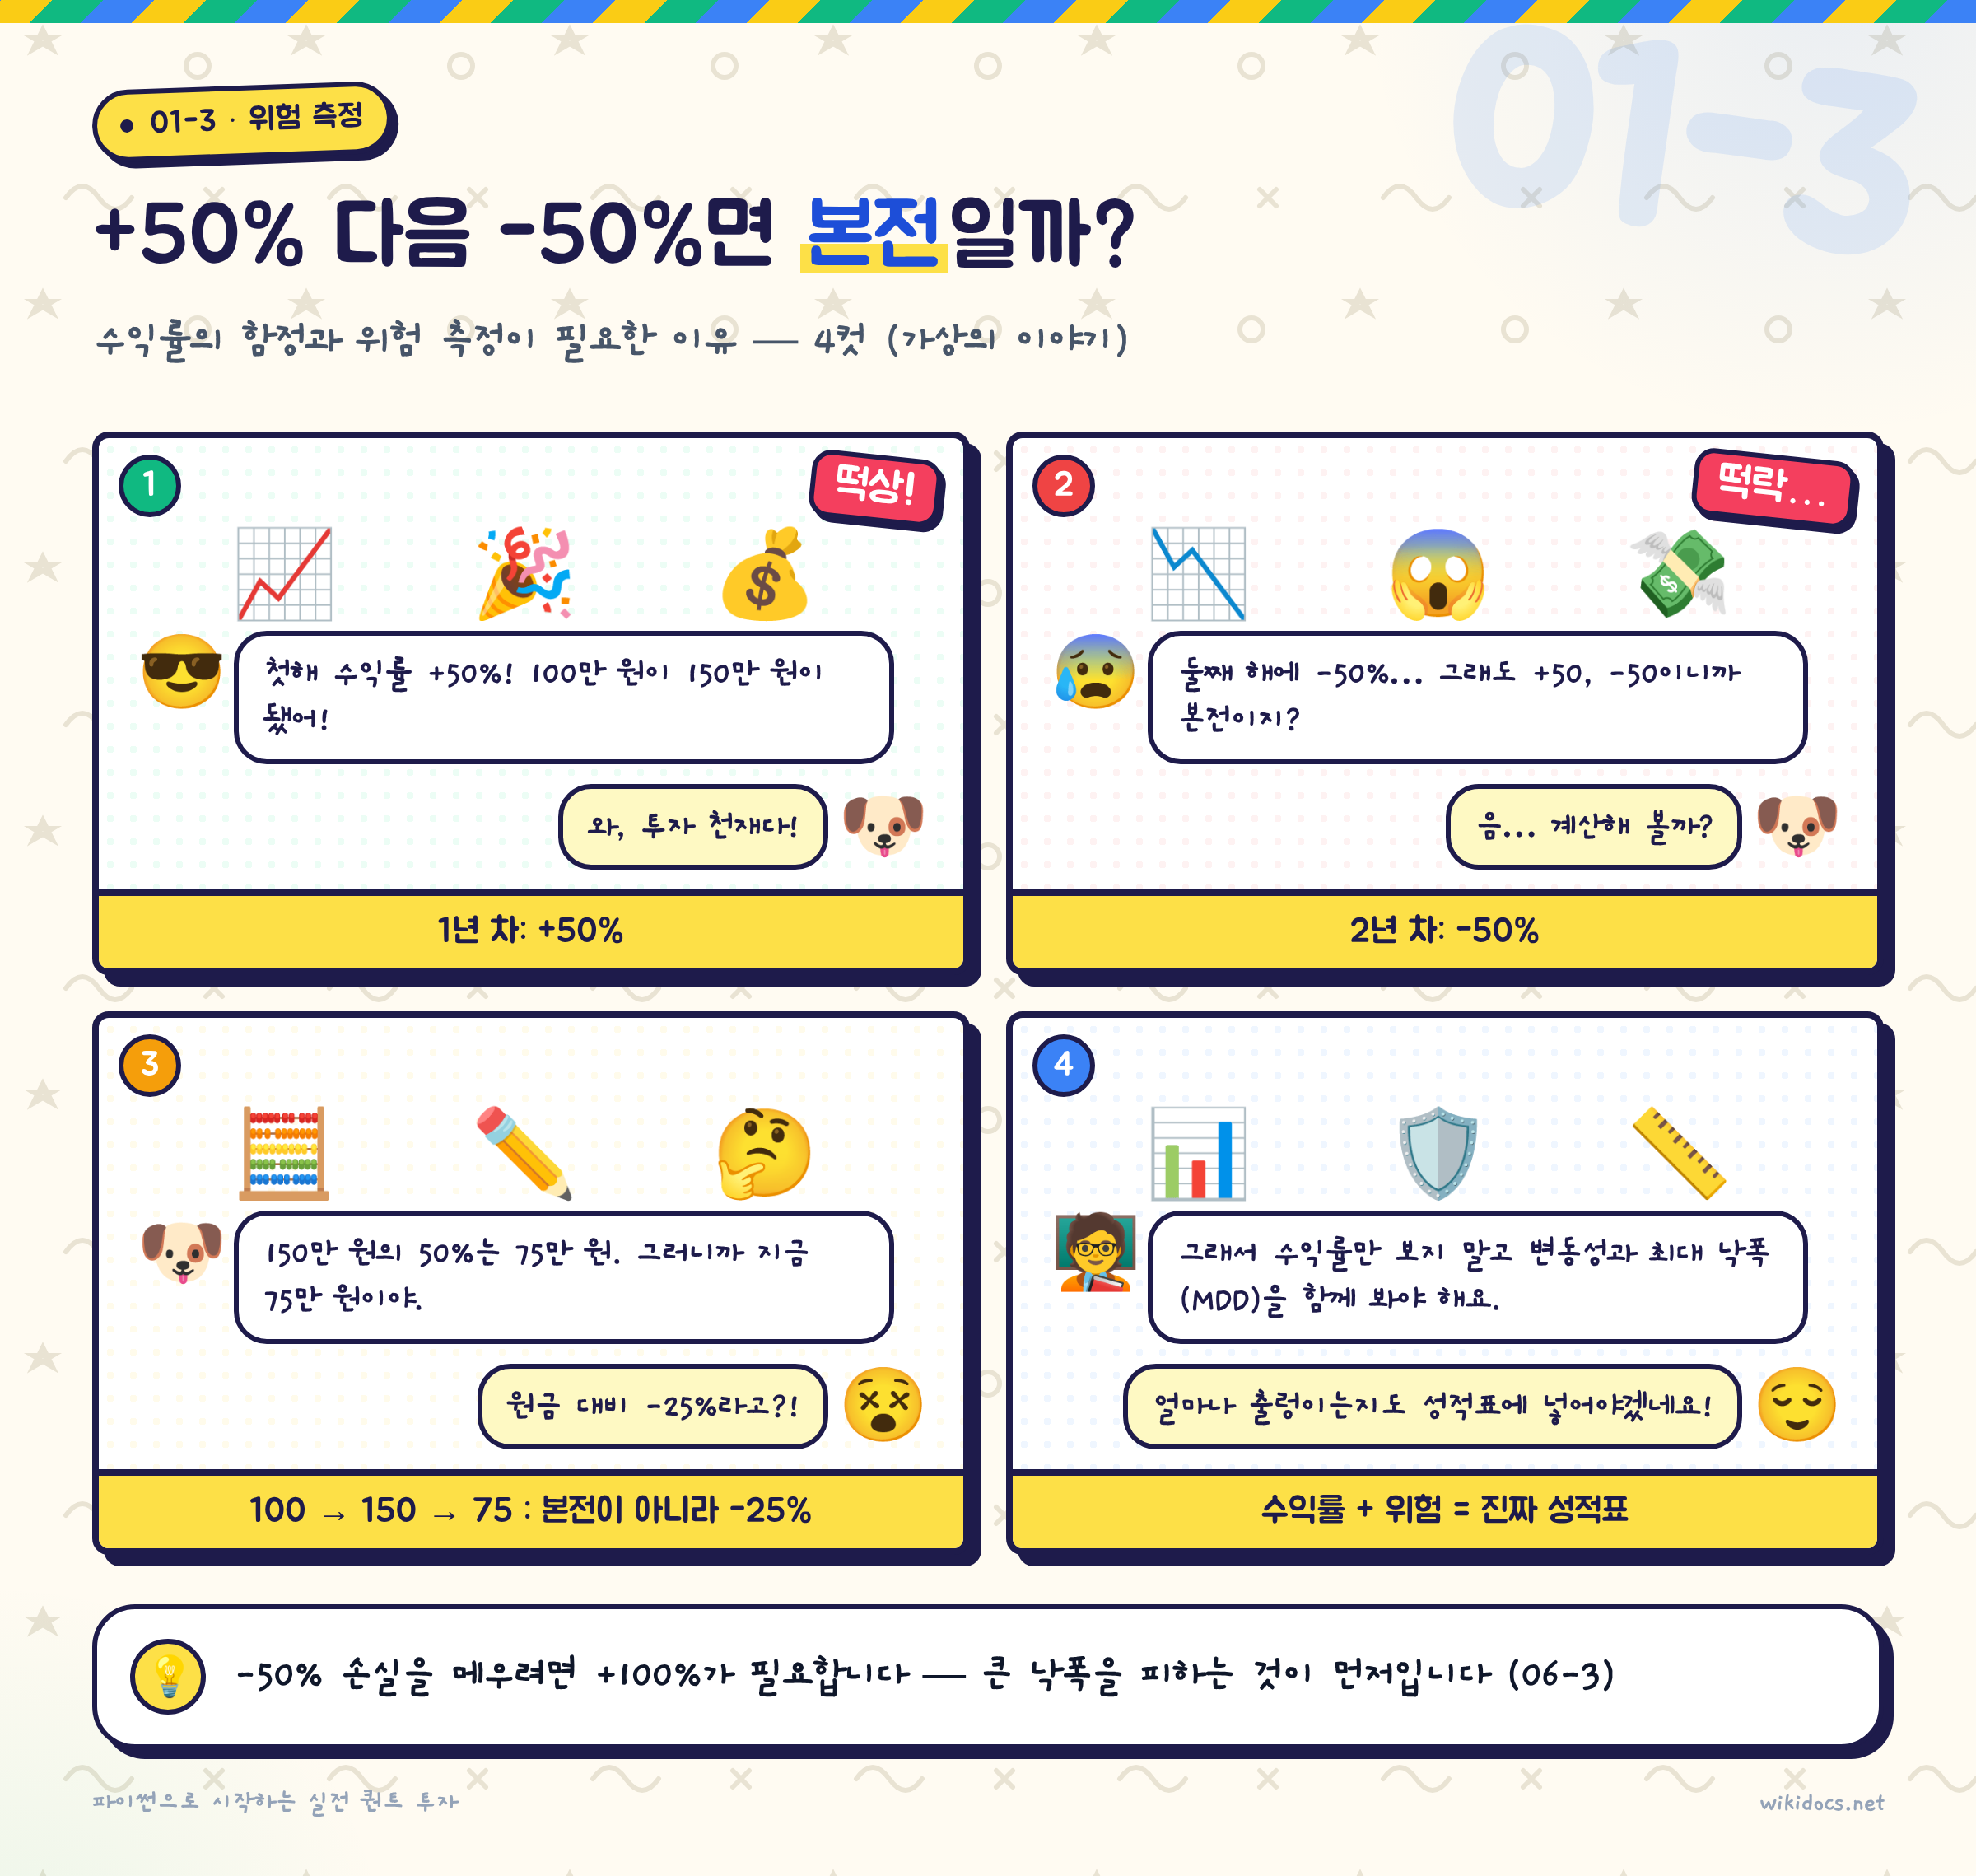 01-3
01-3 · 위험 측정
+50% 다음 -50%면 본전일까?
수익률의 함정과 위험 측정이 필요한 이유 — 4컷 (가상의 이야기)
1
떡상!
첫해 수익률 +50%! 100만 원이 150만 원이
됐어!
와, 투자 천재다!
1년 차: +50%
2
떡락...
둘째 해에 -50%... 그래도 +50, -50이니까
본전이지?
음... 계산해 볼까?
2년 차: -50%
3
150만 원의 50%는 75만 원. 그러니까 지금
75만 원이야.
원금 대비 -25%라고?!
100 → 150 → 75 : 본전이 아니라 -25%
4
그래서 수익률만 보지 말고 변동성과 최대 낙폭
(MDD)을 함께 봐야 해요.
얼마나 출렁이는지도 성적표에 넣어야겠네요!
수익률 + 위험 = 진짜 성적표
-50% 손실을 메우려면 +100%가 필요합니다 — 큰 낙폭을 피하는 것이 먼저입니다 (06-3)
파이썬으로 시작하는 실전 퀀트 투자
wikidocs.net